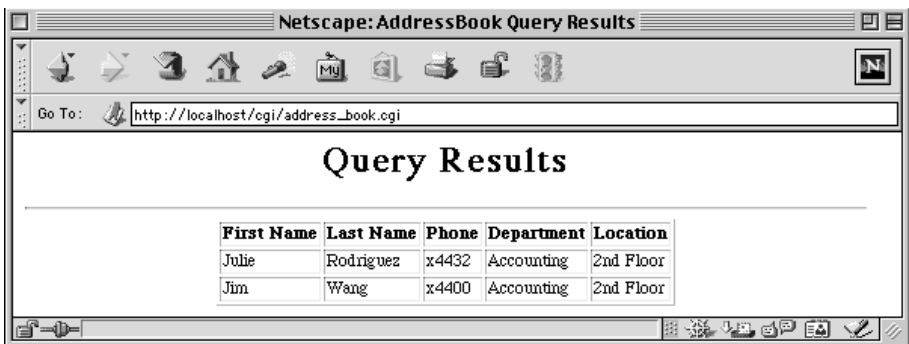 Netscape: AddressBook Query Results
My
N
Go To: http://localhost/cgi/address_book.cgi
Query Results
First Name Last Name Phone Department Location
Julie Rodriguez x4432 Accounting 2nd Floor
Jim Wang x4400 Accounting 2nd Floor